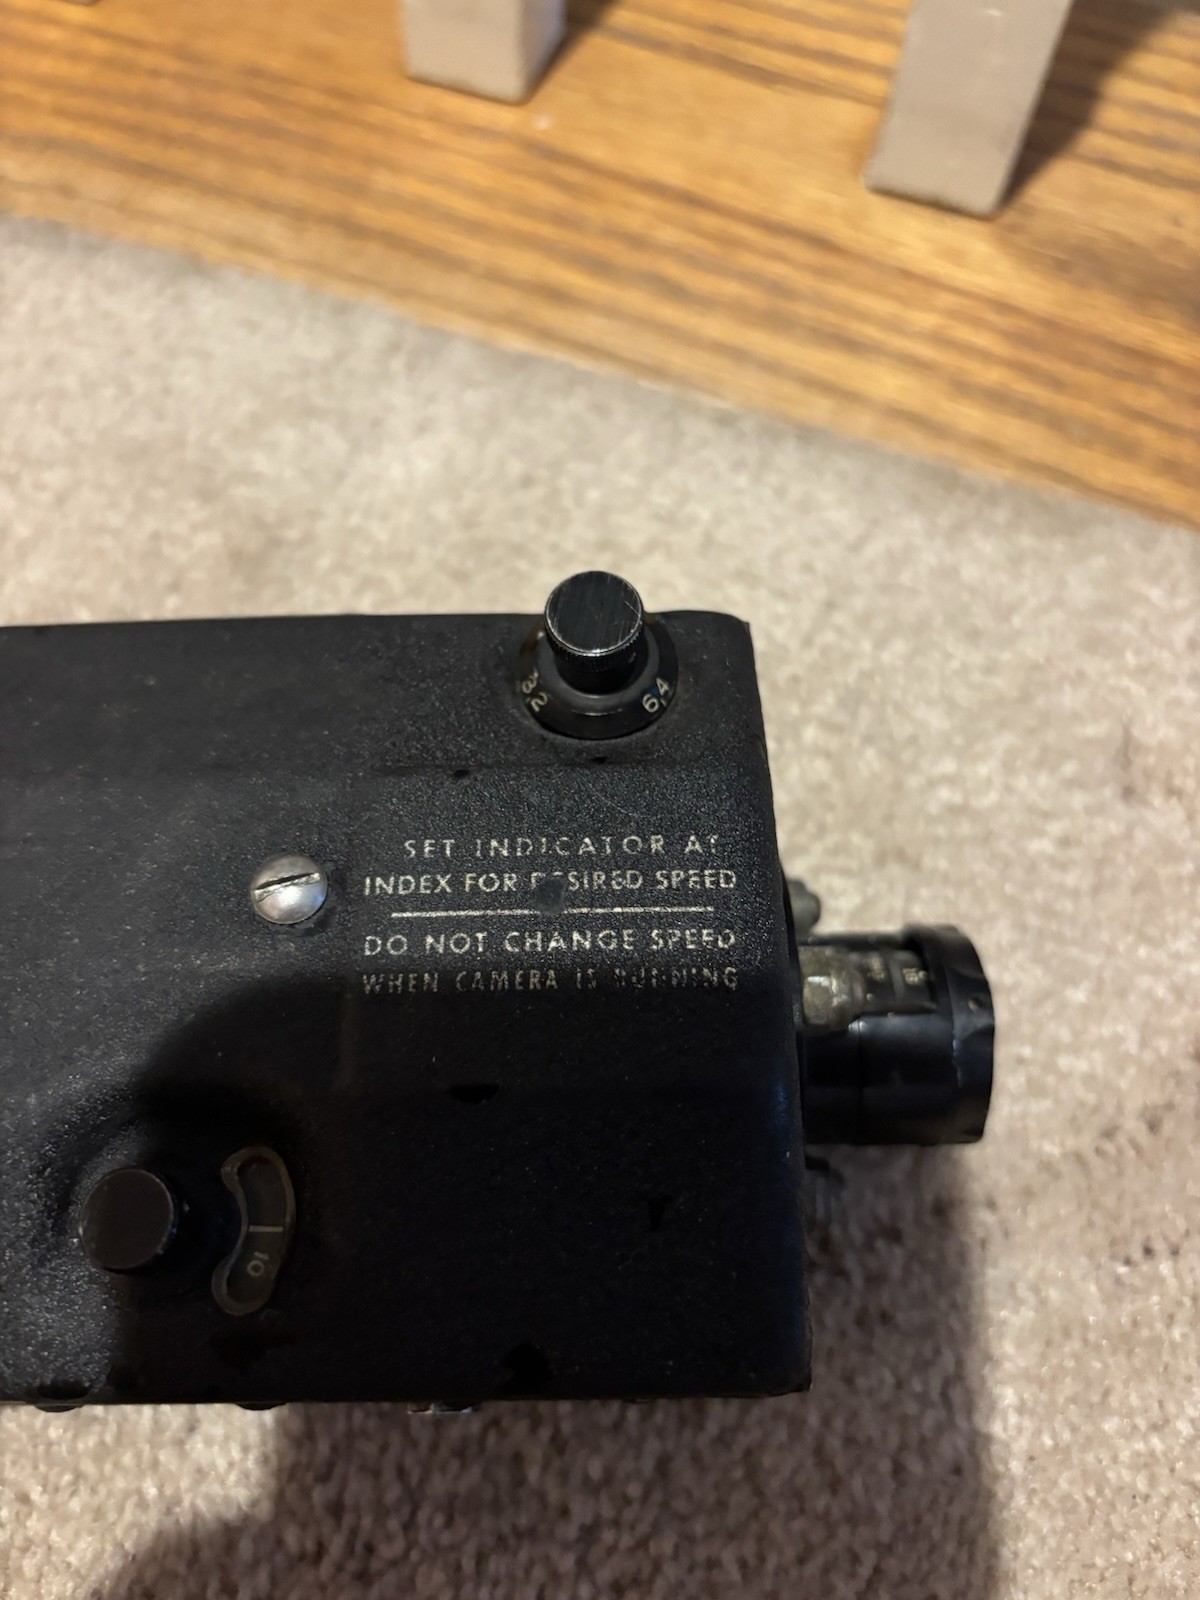 32
64
SET INDICATOR AT
INDEX FOR DESIRED SPEED
DO NOT CHANGE SPEED
WHEN CAMERA IS RUNNING
10